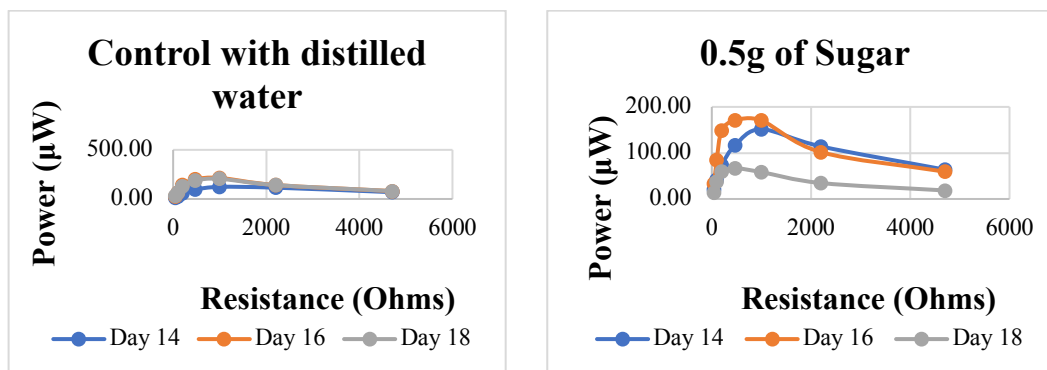 Control with distilled
water
Power (µW)
500.00
0.00
0 2000 4000 6000
Resistance (Ohms)
Day 14 Day 16 Day 18
0.5g of Sugar
Power (µW)
200.00
100.00
0.00
0 2000 4000 6000
Resistance (Ohms)
Day 14 Day 16 Day 18